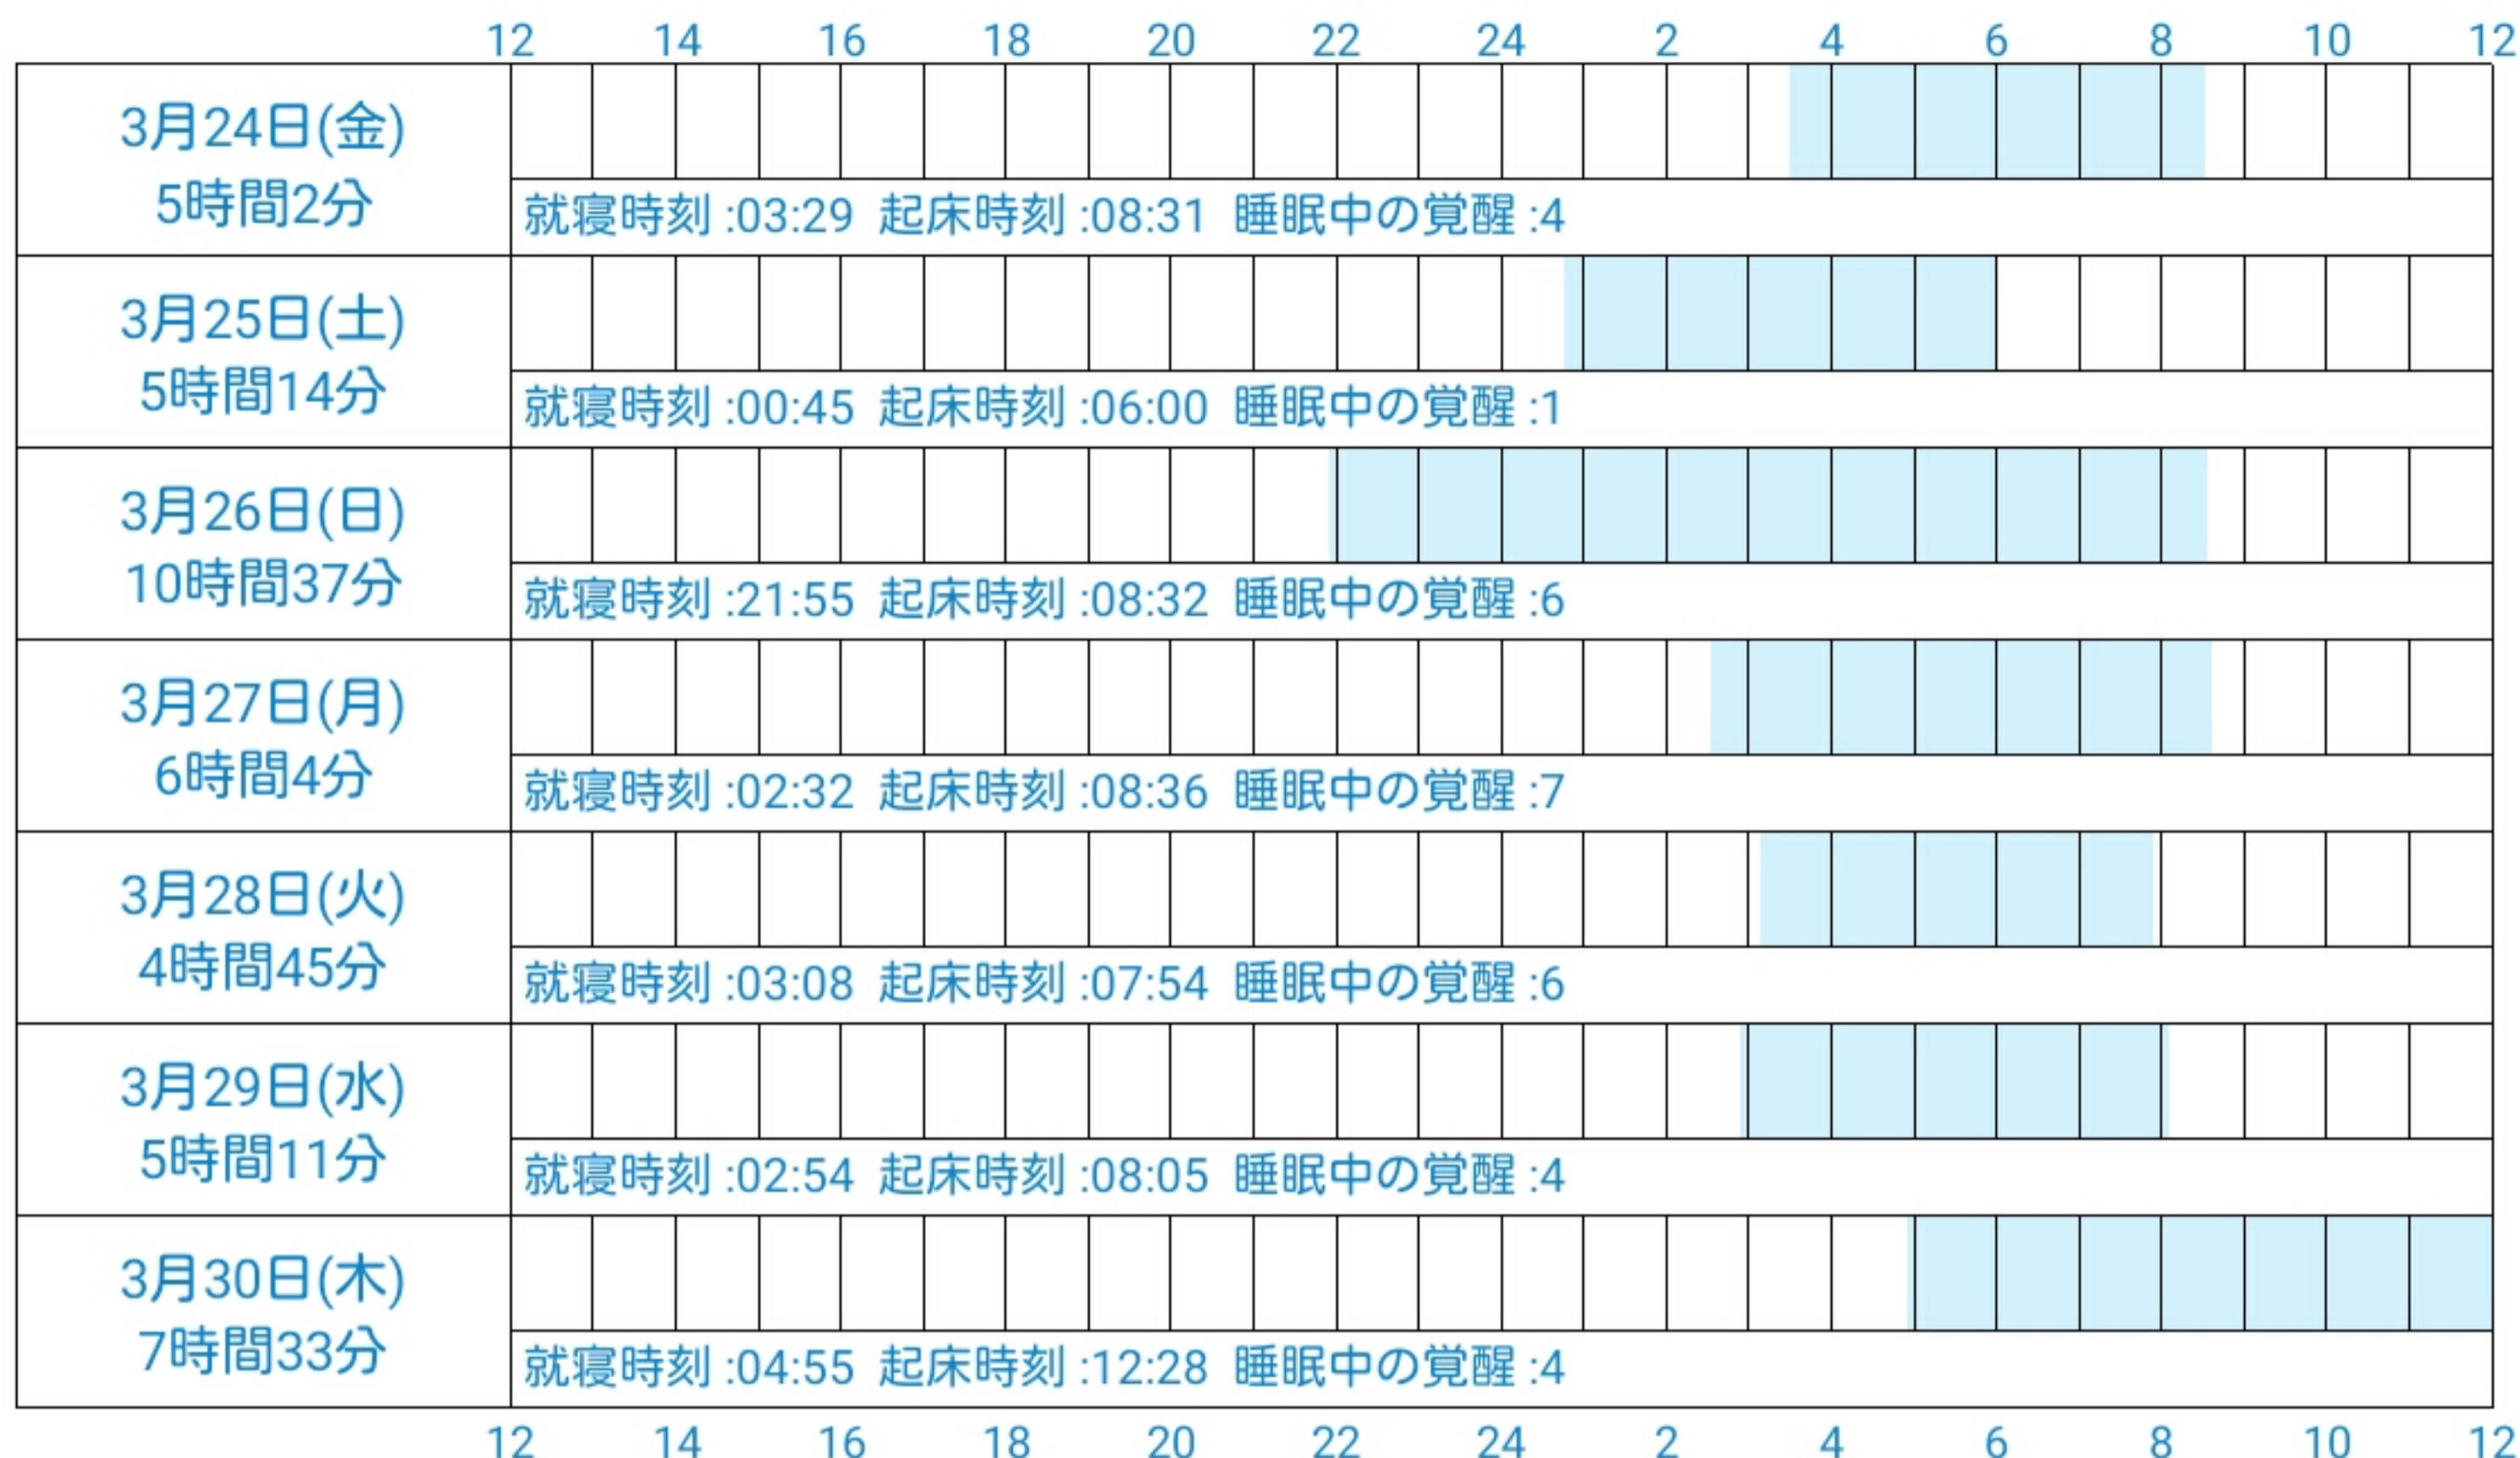 12 14 16 18 20 22 24 2 4 6 8 10 12
3月24日(金)
5時間2分
就寝時刻 :03:29 起床時刻 :08:31 睡眠中の覚醒 :4
3月25日(土)
5時間14分
就寝時刻 :00:45 起床時刻 :06:00 睡眠中の覚醒 :1
3月26日(日)
10時間37分
就寝時刻 :21:55 起床時刻 :08:32 睡眠中の覚醒 :6
3月27日(月)
6時間4分
就寝時刻 :02:32 起床時刻 :08:36 睡眠中の覚醒 :7
3月28日(火)
4時間45分
就寝時刻 :03:08 起床時刻 :07:54 睡眠中の覚醒 :6
3月29日(水)
5時間11分
就寝時刻 :02:54 起床時刻 :08:05 睡眠中の覚醒 :4
3月30日(木)
7時間33分
就寝時刻 :04:55 起床時刻 :12:28 睡眠中の覚醒 :4
12 14 16 18 20 22 24 2 4 6 8 10 12